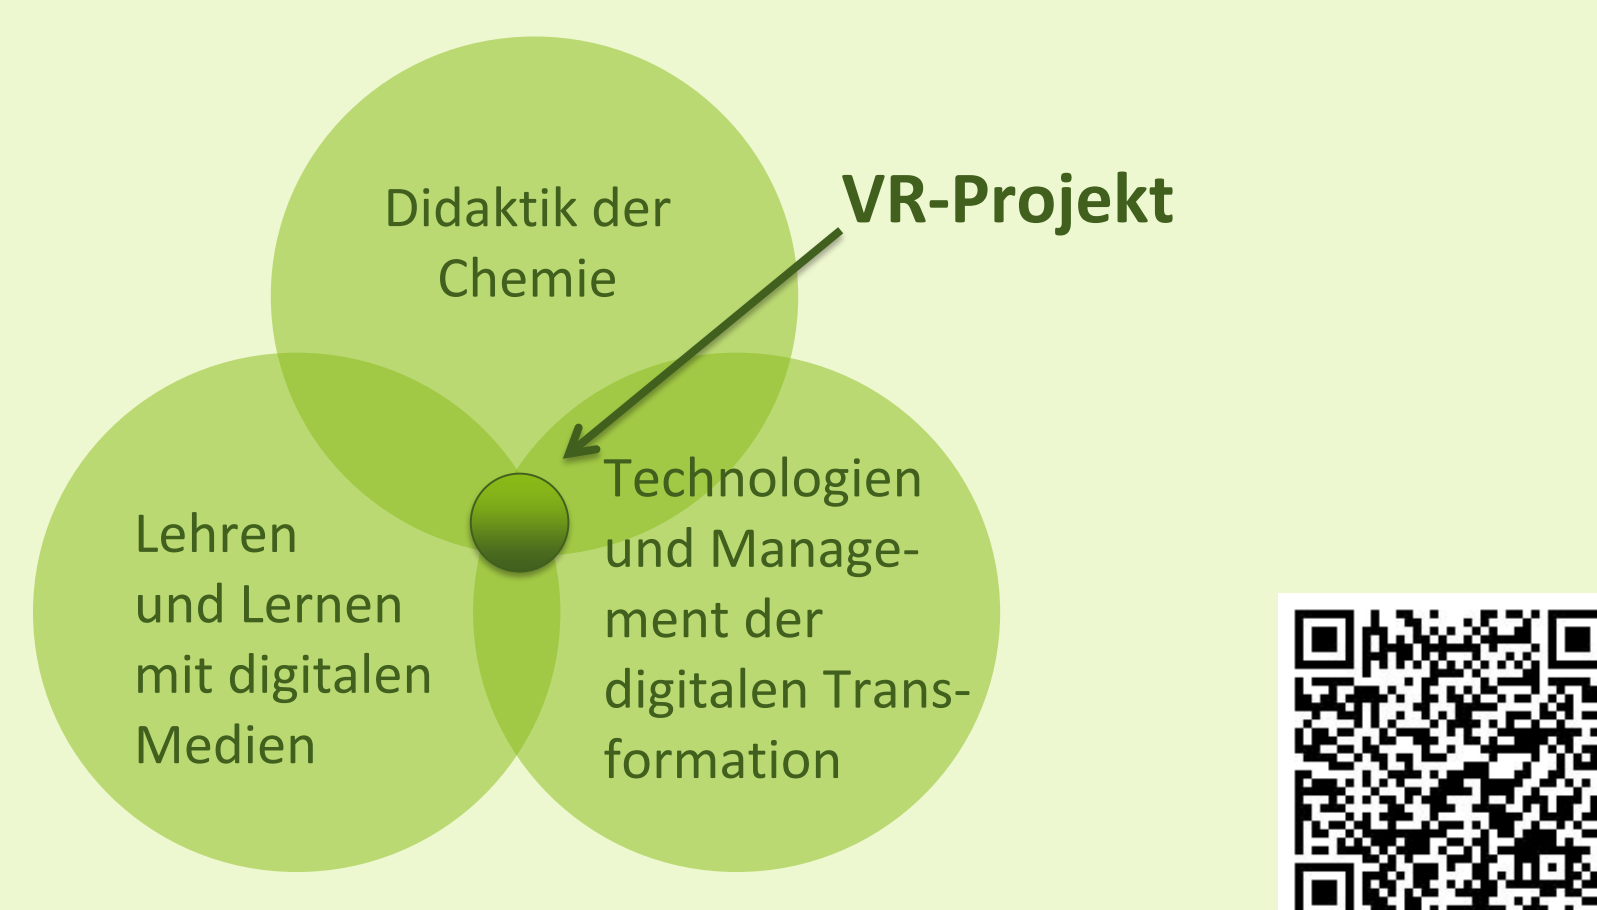 Didaktik der
Chemie
VR-Projekt
Lehren
und Lernen
mit digitalen
Medien
Technologien
und Manage-
ment der
digitalen Trans-
formation